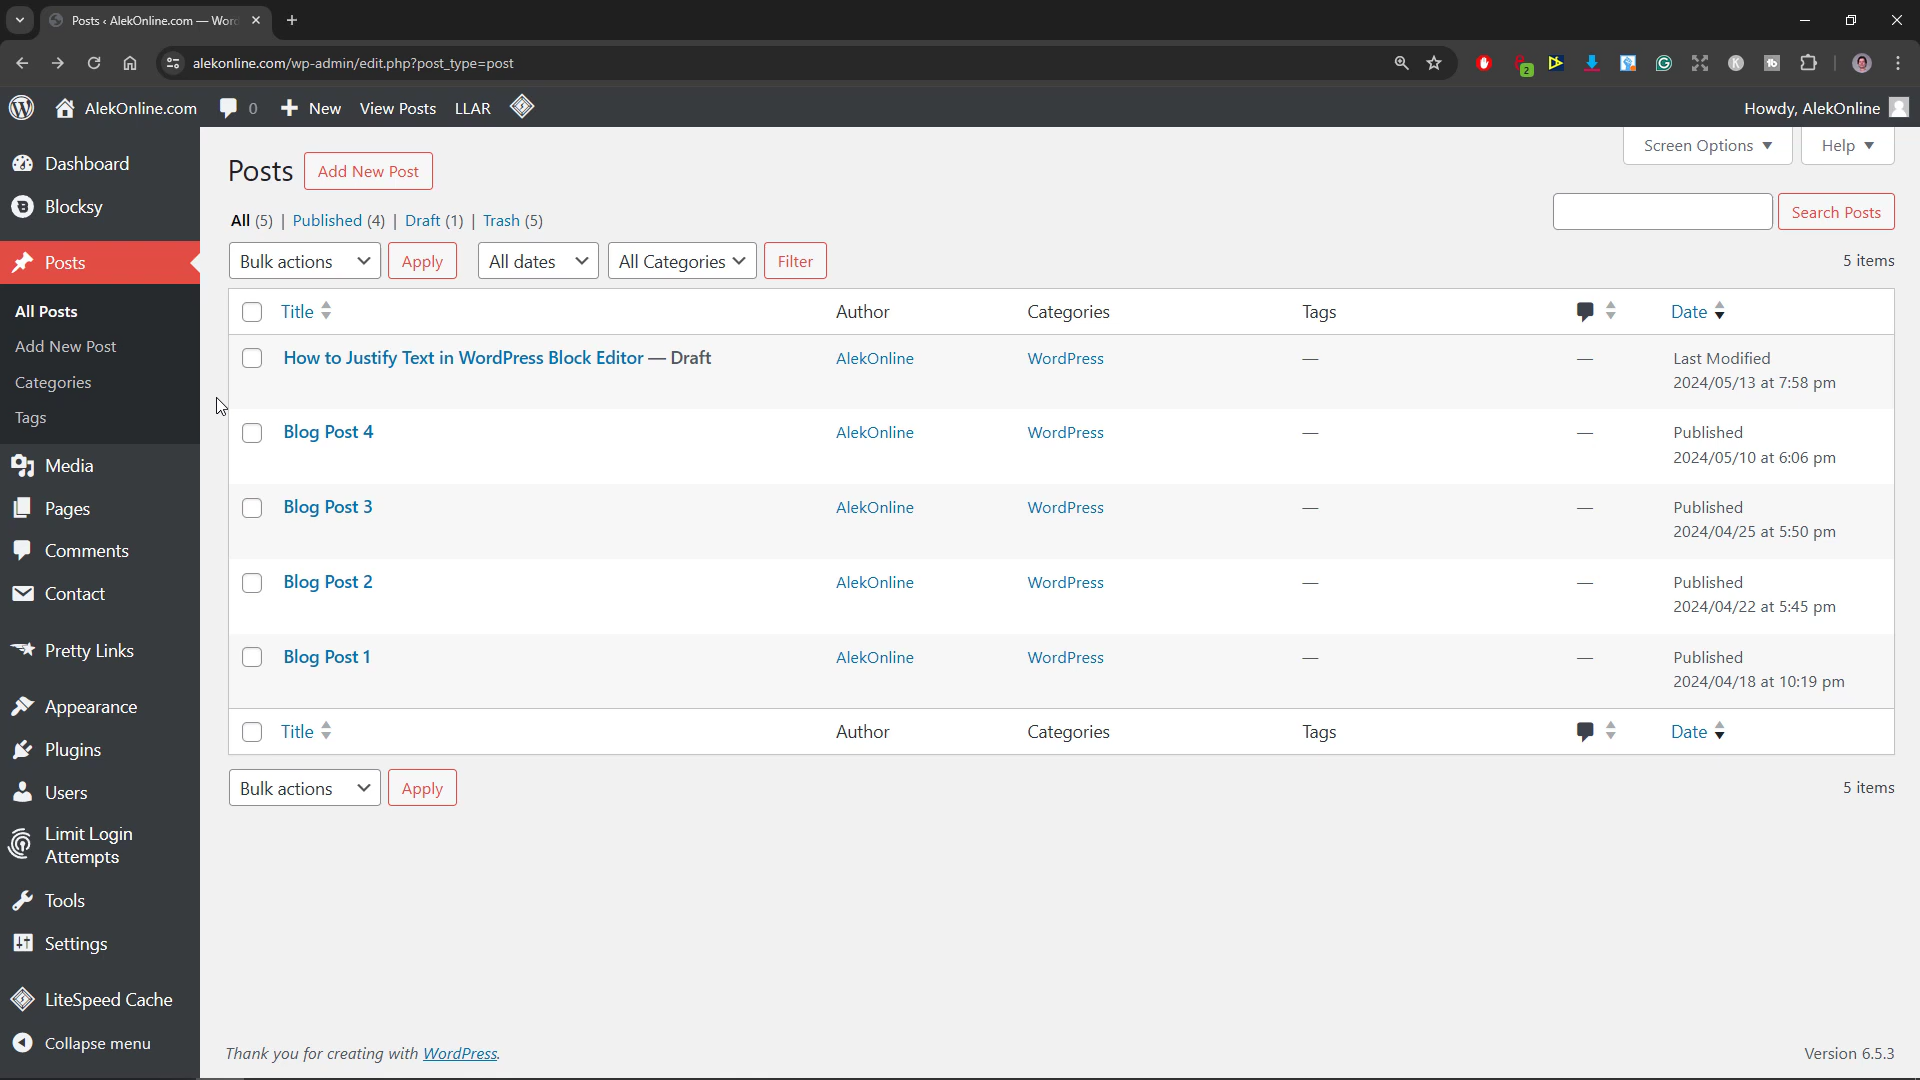 Posts ‹ AlekOnline.com — Wor
alekonline.com/wp-admin/edit.php?post_type=post
2
AlekOnline.com 0 New View Posts LLAR
Howdy, AlekOnline
Dashboard
Blocksy
Posts
All Posts
Add New Post
Categories
Tags
Media
Pages
Comments
Contact
Pretty Links
Appearance
Plugins
Users
Limit Login
Attempts
Tools
Settings
LiteSpeed Cache
Collapse menu
Screen Options Help
Posts Add New Post
All (5) | Published (4) | Draft (1) | Trash (5)
Search Posts
Bulk actions Apply All dates All Categories Filter 5 items
Title Author Categories Tags Date
How to Justify Text in WordPress Block Editor — Draft AlekOnline WordPress — — Last Modified
2024/05/13 at 7:58 pm
Blog Post 4 AlekOnline WordPress — — Published
2024/05/10 at 6:06 pm
Blog Post 3 AlekOnline WordPress — — Published
2024/04/25 at 5:50 pm
Blog Post 2 AlekOnline WordPress — — Published
2024/04/22 at 5:45 pm
Blog Post 1 AlekOnline WordPress — — Published
2024/04/18 at 10:19 pm
Title Author Categories Tags Date
Bulk actions Apply 5 items
Thank you for creating with WordPress. Version 6.5.3